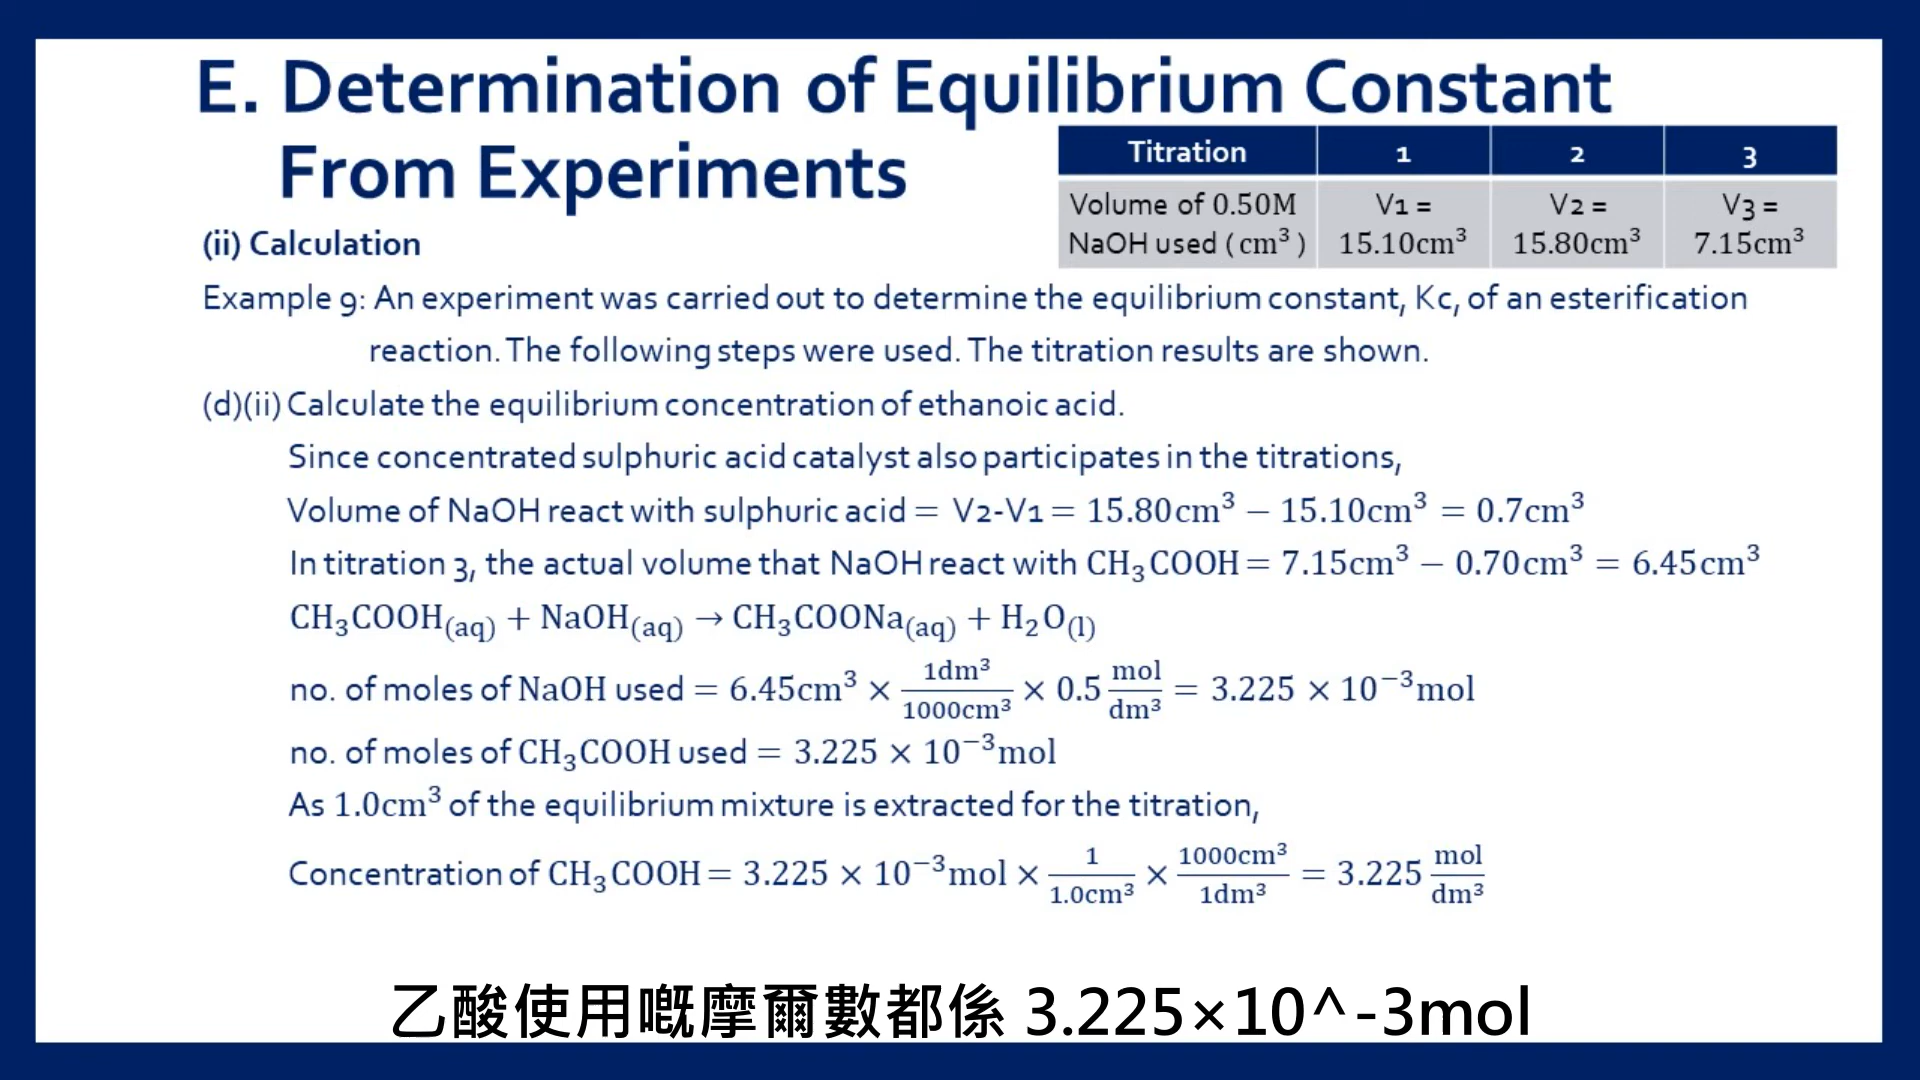 E. Determination of Equilibrium Constant
From Experiments
Titration 1 2 3
Volume of 0.50M NaOH used (cm³) V1 = 15.10cm³ V2 = 15.80cm³ V3 = 7.15cm³
(ii) Calculation
Example 9: An experiment was carried out to determine the equilibrium constant, Kc, of an esterification
reaction. The following steps were used. The titration results are shown.
(d)(ii) Calculate the equilibrium concentration of ethanoic acid.
Since concentrated sulphuric acid catalyst also participates in the titrations,
Volume of NaOH react with sulphuric acid = V2-V1 = 15.80cm³ − 15.10cm³ = 0.7cm³
In titration 3, the actual volume that NaOH react with CH₃COOH = 7.15cm³ − 0.70cm³ = 6.45cm³
CH₃COOH(aq) + NaOH(aq) → CH₃COONa(aq) + H₂O(l)
no. of moles of NaOH used = 6.45cm³ × 1dm³/1000cm³ × 0.5 mol/dm³ = 3.225 × 10⁻³mol
no. of moles of CH₃COOH used = 3.225 × 10⁻³mol
As 1.0cm³ of the equilibrium mixture is extracted for the titration,
Concentration of CH₃COOH = 3.225 × 10⁻³mol × 1/1.0cm³ × 1000cm³/1dm³ = 3.225 mol/dm³
乙酸使用嘅摩爾數都係 3.225×10^-3mol